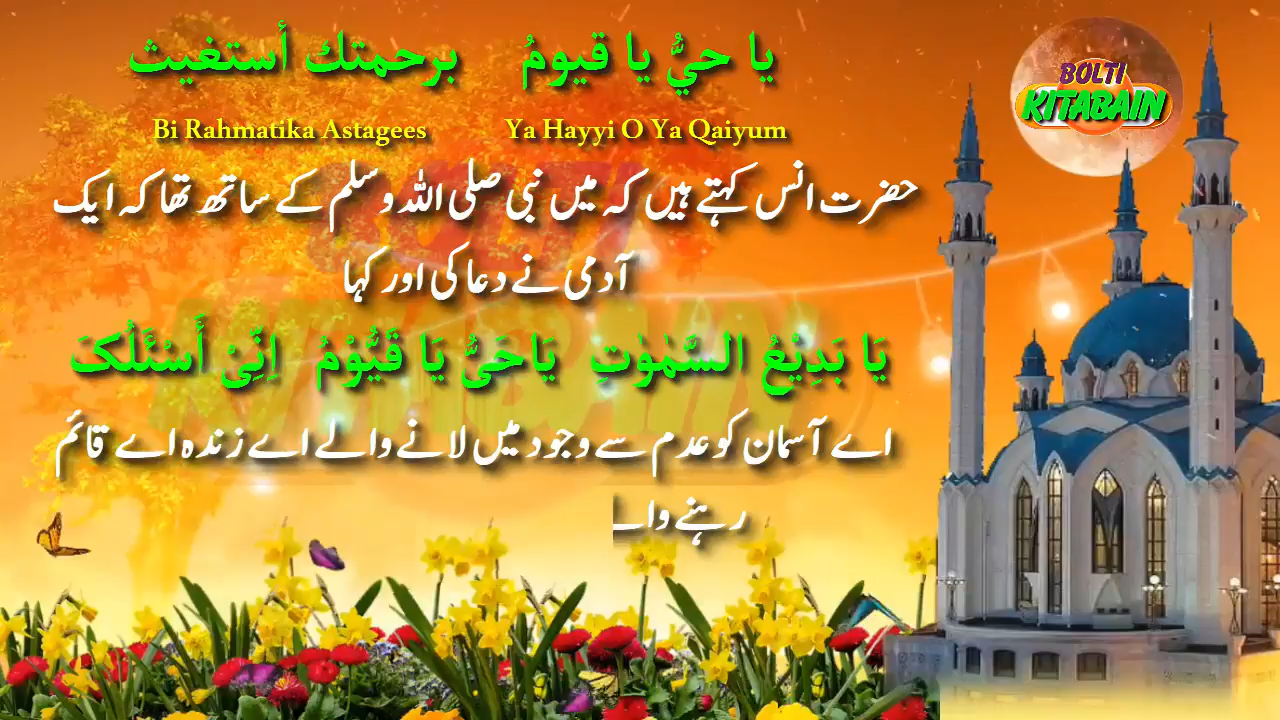 يا حيُّ يا قيومُ برحمتك أستغيث
Bi Rahmatika Astagees Ya Hayyi O Ya Qaiyum
حضرت انس کہتے ہیں کہ میں نبی صلی اللہ وسلم کے ساتھ تھا کہ ایک
آدمی نے دعا کی اور کہا
يَا بَدِيْعُ السَّمٰوٰتِ يَاحَىُّ يَا قَيُّوْمُ اِنِّىْ أَسْئَلُکَ
اے آسمان کو عدم سے وجود میں لانے والے اے زندہ اے قائم
رہنے والے
BOLTI
KITABAIN